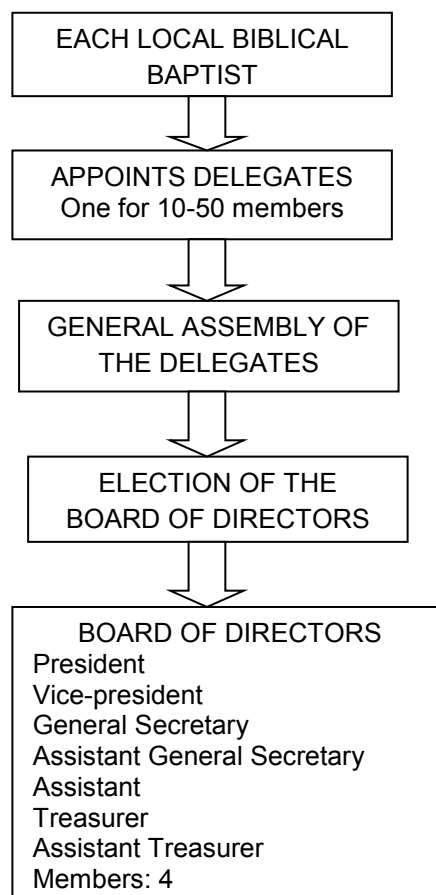 EACH LOCAL BIBLICAL
BAPTIST
APPOINTS DELEGATES
One for 10-50 members
GENERAL ASSEMBLY OF
THE DELEGATES
ELECTION OF THE
BOARD OF DIRECTORS
BOARD OF DIRECTORS
President
Vice-president
General Secretary
Assistant General Secretary
Assistant
Treasurer
Assistant Treasurer
Members: 4